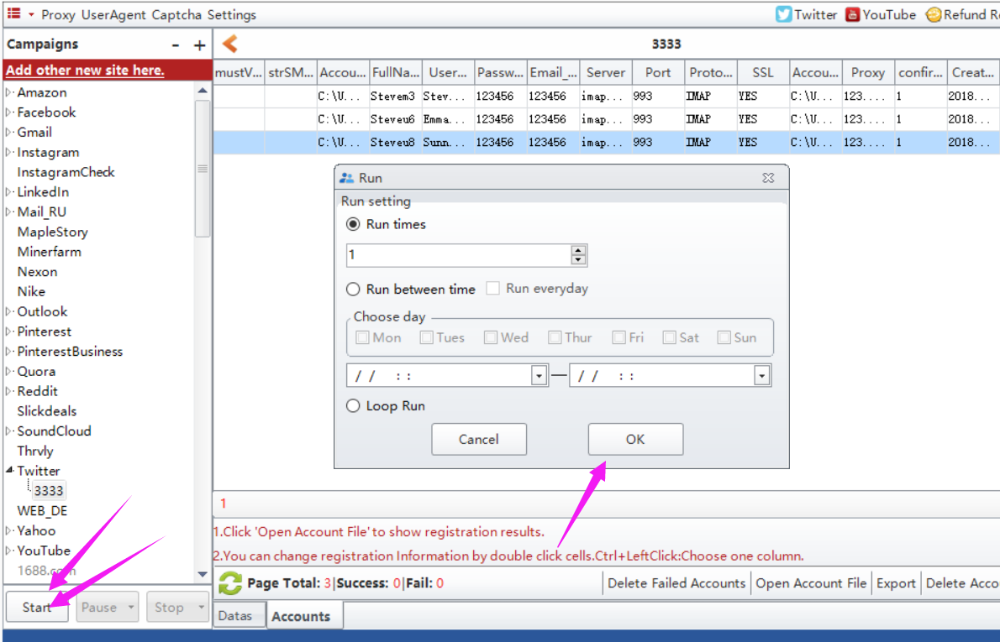 Proxy UserAgent Captcha Settings Twitter YouTube Refund
Campaigns - + 3333
Add other new site here.
mustV... strSM... Accou... FullNa... User... Passw... Email_... Server Port Proto... SSL Accou... Proxy confir... Creat...
C:\U... Stevem3 Stev... 123456 123456 imap... 993 IMAP YES C:\U... 123.... 1 2018...
C:\U... Steveu6 Emma... 123456 123456 imap... 993 IMAP YES C:\U... 123.... 1 2018...
C:\U... Steveu8 Sunn... 123456 123456 imap... 993 IMAP YES C:\U... 123.... 1 2018...
Amazon
Facebook
Gmail
Instagram
InstagramCheck
LinkedIn
Mail_RU
MapleStory
Minerfarm
Nexon
Nike
Outlook
Pinterest
PinterestBusiness
Quora
Reddit
Slickdeals
SoundCloud
Thrvly
Twitter
3333
WEB_DE
Yahoo
YouTube
1688.com
Run
Run setting
Run times
1
Run between time Run everyday
Choose day
Mon Tues Wed Thur Fri Sat Sun
/ / : : — / / : :
Loop Run
Cancel OK
1
1.Click 'Open Account File' to show registration results.
2.You can change registration Information by double click cells.Ctrl+LeftClick:Choose one column.
Page Total: 3|Success: 0|Fail: 0 Delete Failed Accounts Open Account File Export Delete Acco
Start Pause Stop
Datas Accounts